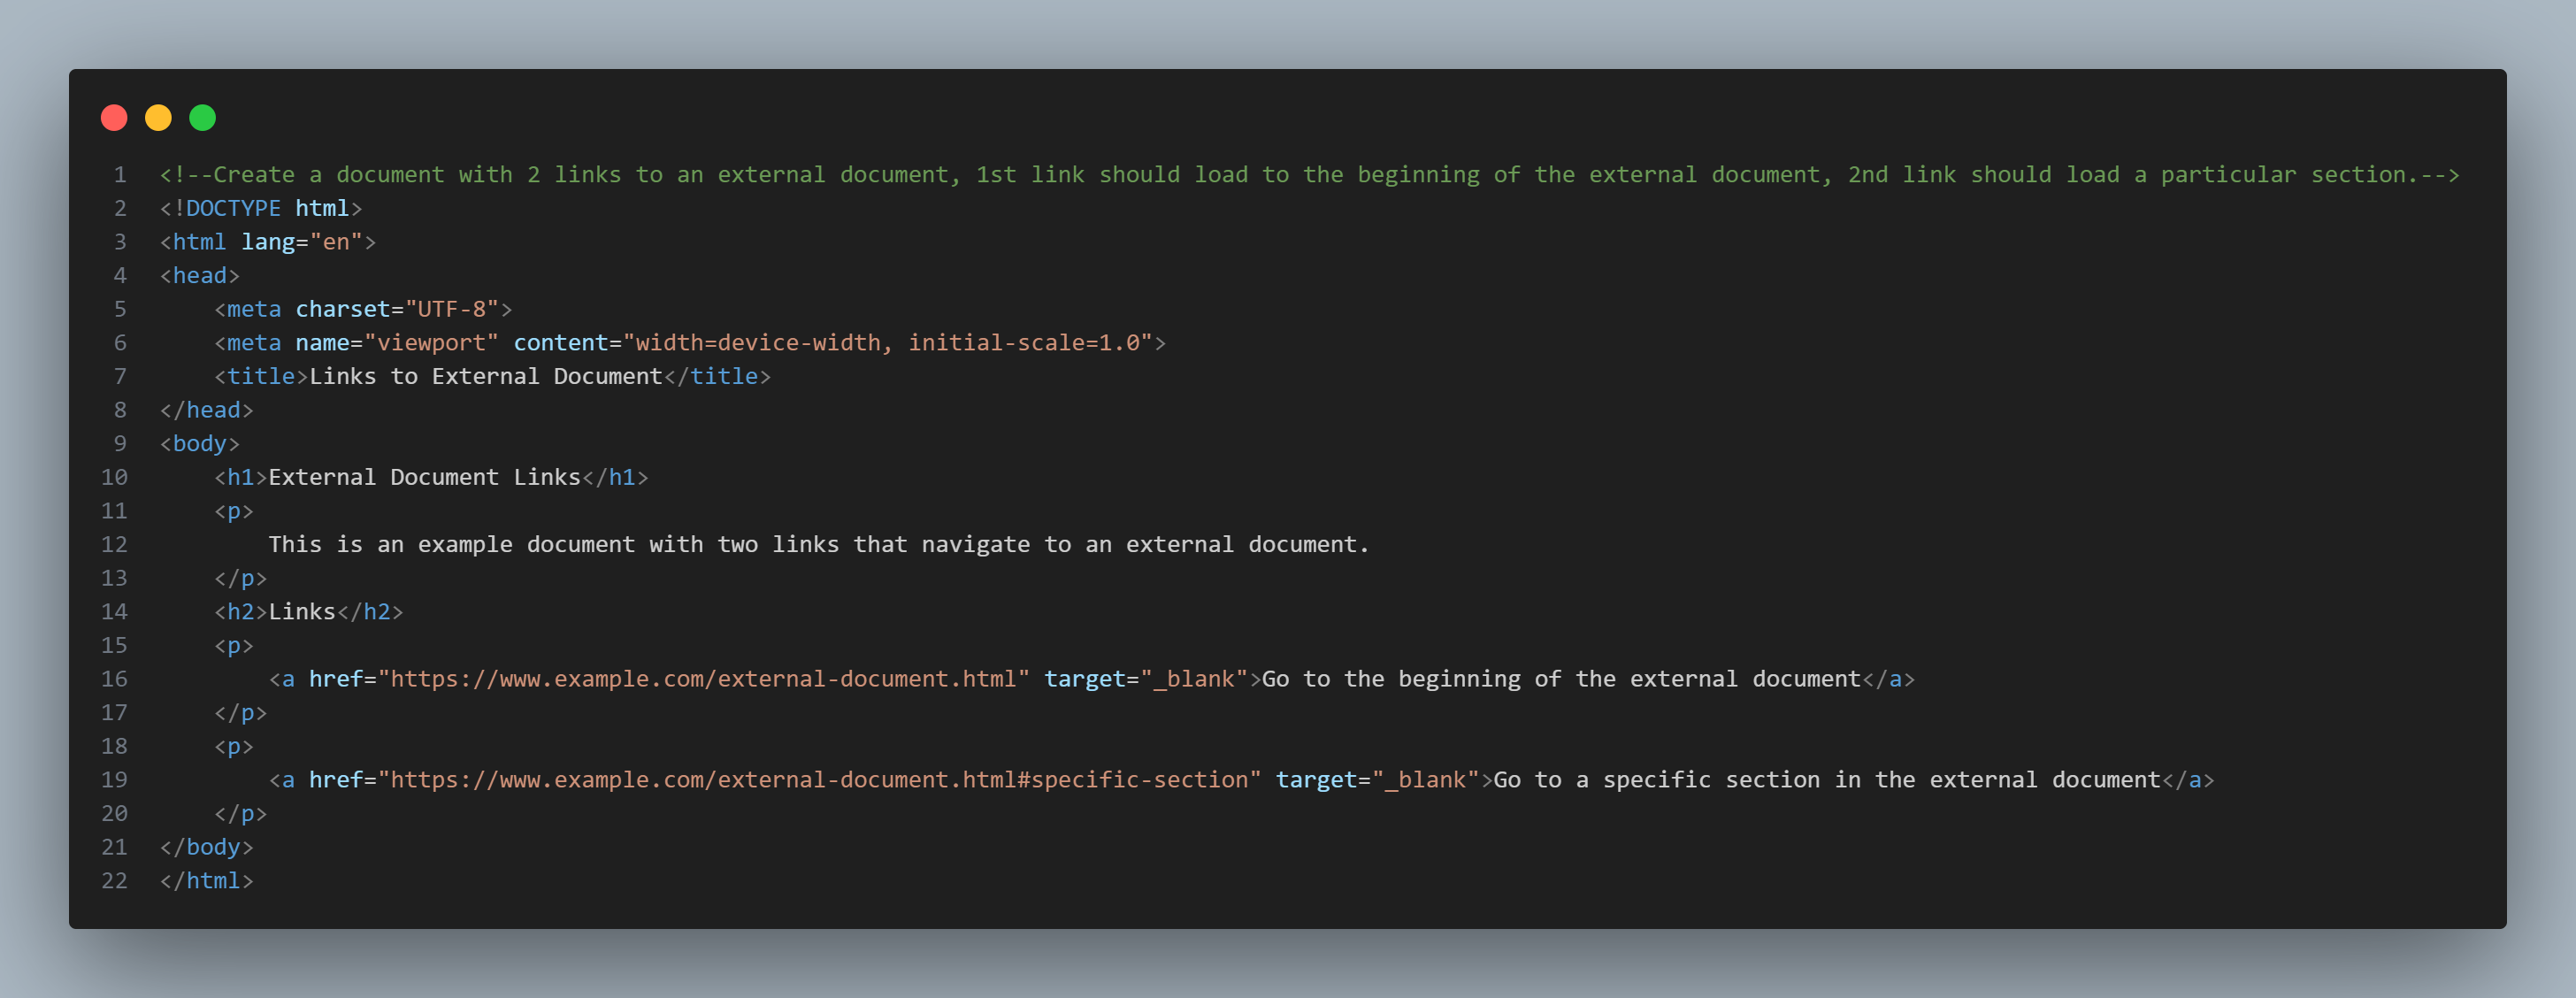 1 <!--Create a document with 2 links to an external document, 1st link should load to the beginning of the external document, 2nd link should load a particular section.-->
2 <!DOCTYPE html>
3 <html lang="en">
4 <head>
5     <meta charset="UTF-8">
6     <meta name="viewport" content="width=device-width, initial-scale=1.0">
7     <title>Links to External Document</title>
8 </head>
9 <body>
10     <h1>External Document Links</h1>
11     <p>
12         This is an example document with two links that navigate to an external document.
13     </p>
14     <h2>Links</h2>
15     <p>
16         <a href="https://www.example.com/external-document.html" target="_blank">Go to the beginning of the external document</a>
17     </p>
18     <p>
19         <a href="https://www.example.com/external-document.html#specific-section" target="_blank">Go to a specific section in the external document</a>
20     </p>
21 </body>
22 </html>